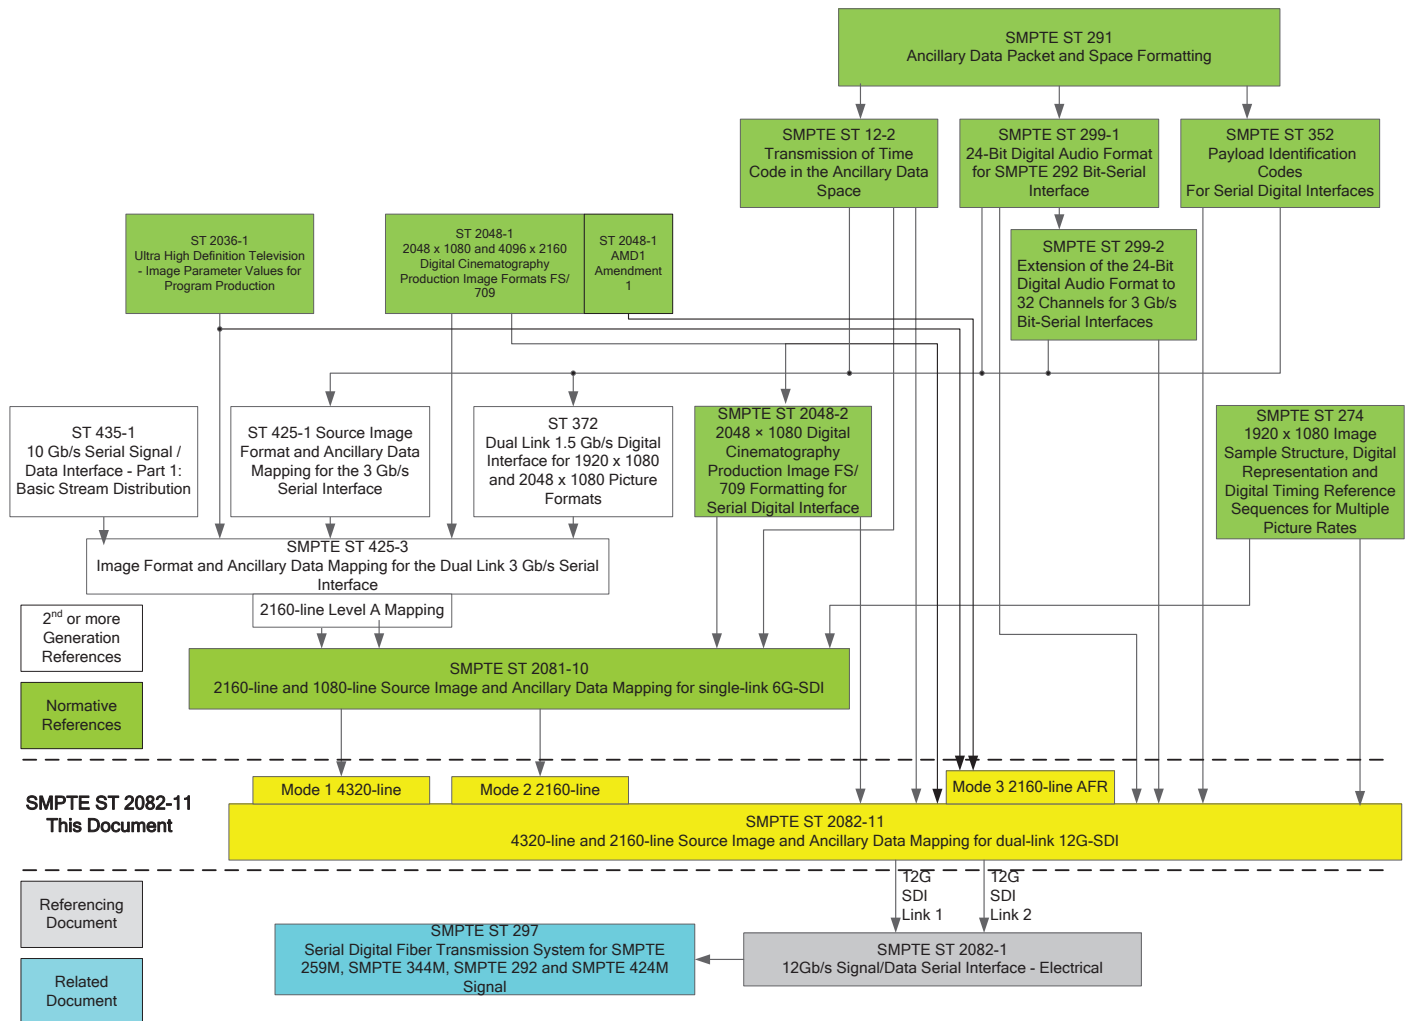 SMPTE ST 291
Ancillary Data Packet and Space Formatting
SMPTE ST 12-2
Transmission of Time
Code in the Ancillary Data
Space
SMPTE ST 299-1
24-Bit Digital Audio Format
for SMPTE 292 Bit-Serial
Interface
SMPTE ST 352
Payload Identification
Codes
For Serial Digital Interfaces
ST 2036-1
Ultra High Definition Television
- Image Parameter Values for
Program Production
ST 2048-1
2048 x 1080 and 4096 x 2160
Digital Cinematography
Production Image Formats FS/
709
ST 2048-1
AMD1
Amendment
1
SMPTE ST 299-2
Extension of the 24-Bit
Digital Audio Format to
32 Channels for 3 Gb/s
Bit-Serial Interfaces
ST 435-1
10 Gb/s Serial Signal /
Data Interface - Part 1:
Basic Stream Distribution
ST 425-1 Source Image
Format and Ancillary Data
Mapping for the 3 Gb/s
Serial Interface
ST 372
Dual Link 1.5 Gb/s Digital
Interface for 1920 x 1080
and 2048 x 1080 Picture
Formats
SMPTE ST 2048-2
2048 × 1080 Digital
Cinematography
Production Image FS/
709 Formatting for
Serial Digital Interface
SMPTE ST 274
1920 x 1080 Image
Sample Structure, Digital
Representation and
Digital Timing Reference
Sequences for Multiple
Picture Rates
SMPTE ST 425-3
Image Format and Ancillary Data Mapping for the Dual Link 3 Gb/s Serial
Interface
2160-line Level A Mapping
2nd or more
Generation
References
Normative
References
SMPTE ST 2081-10
2160-line and 1080-line Source Image and Ancillary Data Mapping for single-link 6G-SDI
SMPTE ST 2082-11
This Document
Mode 1 4320-line
Mode 2 2160-line
Mode 3 2160-line AFR
SMPTE ST 2082-11
4320-line and 2160-line Source Image and Ancillary Data Mapping for dual-link 12G-SDI
12G
SDI
Link 1
12G
SDI
Link 2
Referencing
Document
Related
Document
SMPTE ST 297
Serial Digital Fiber Transmission System for SMPTE
259M, SMPTE 344M, SMPTE 292 and SMPTE 424M
Signal
SMPTE ST 2082-1
12Gb/s Signal/Data Serial Interface - Electrical